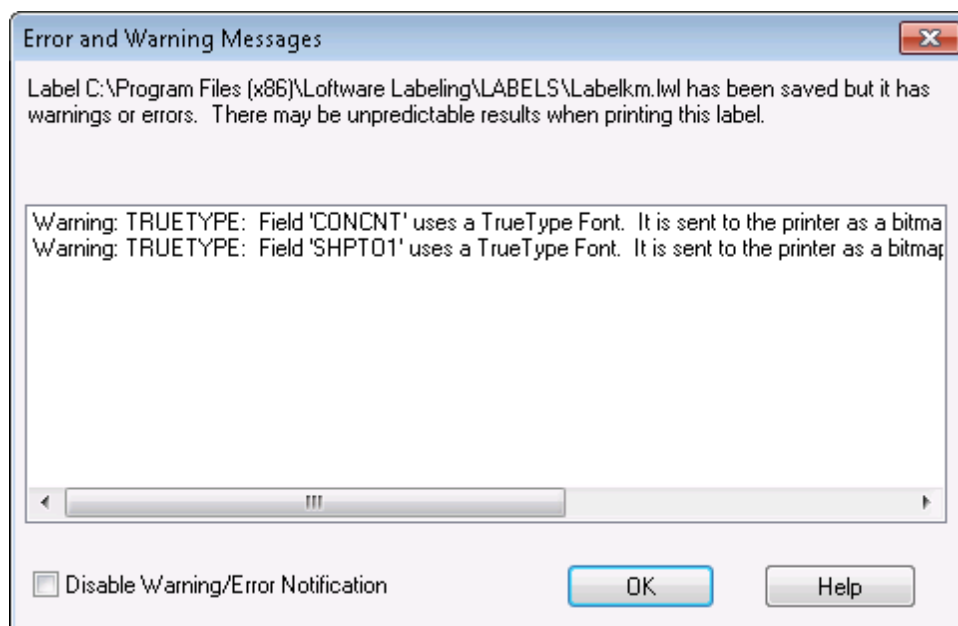 Error and Warning Messages
Label C:\Program Files (x86)\Loftware Labeling\LABELS\Labelkm.lwl has been saved but it has
warnings or errors.  There may be unpredictable results when printing this label.
Warning: TRUETYPE:  Field 'CONCNT' uses a TrueType Font.  It is sent to the printer as a bitma
Warning: TRUETYPE:  Field 'SHPTO1' uses a TrueType Font.  It is sent to the printer as a bitmap
Disable Warning/Error Notification
OK
Help